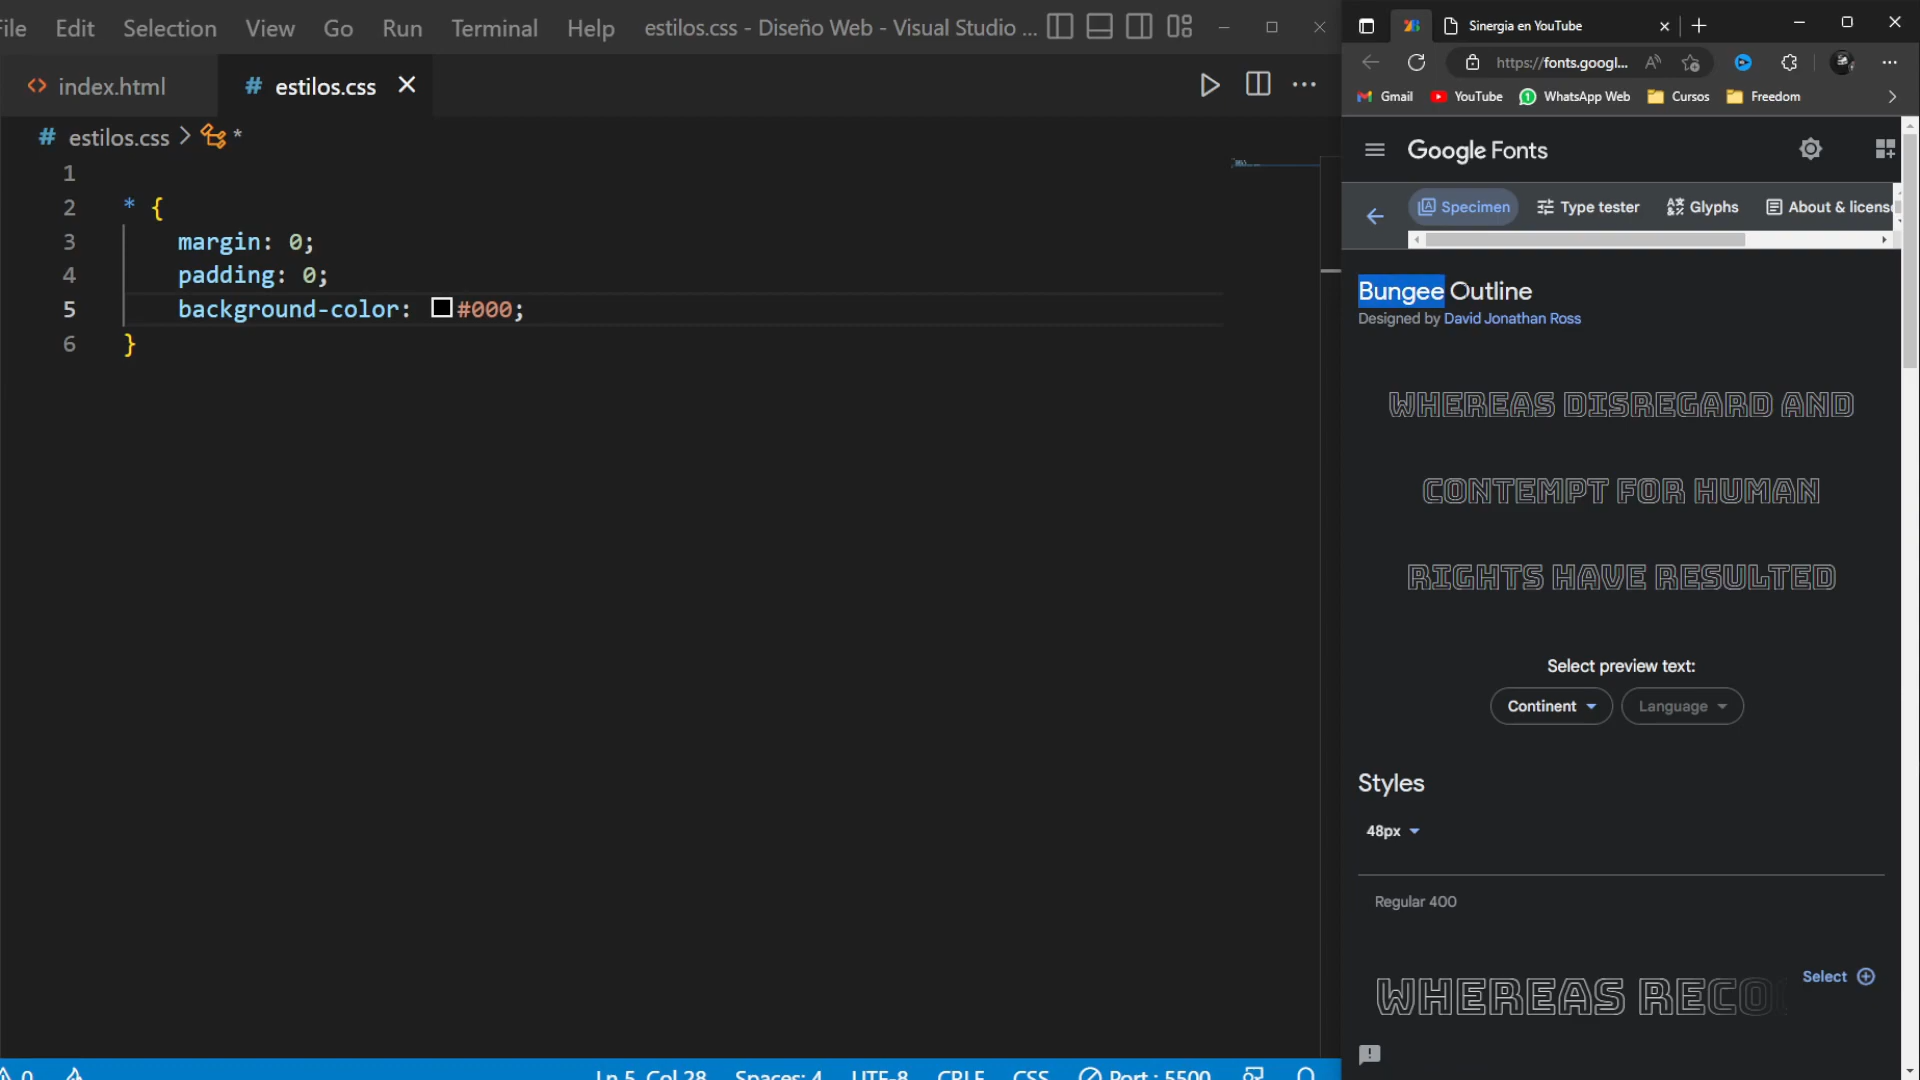 File Edit Selection View Go Run Terminal Help estilos.css - Diseño Web - Visual Studio ...
index.html
# estilos.css
# estilos.css > *
1
2 * {
3 margin: 0;
4 padding: 0;
5 background-color: #000;
6 }
0
Ln 5, Col 28 Spaces: 4 UTF-8 CRLF CSS Port : 5500
Sinergia en YouTube
https://fonts.googl...
Gmail YouTube WhatsApp Web Cursos Freedom
Google Fonts
Specimen Type tester Glyphs About & license
Bungee Outline
Designed by David Jonathan Ross
WHEREAS DISREGARD AND
CONTEMPT FOR HUMAN
RIGHTS HAVE RESULTED
Select preview text:
Continent Language
Styles
48px
Regular 400
WHEREAS RECO
Select